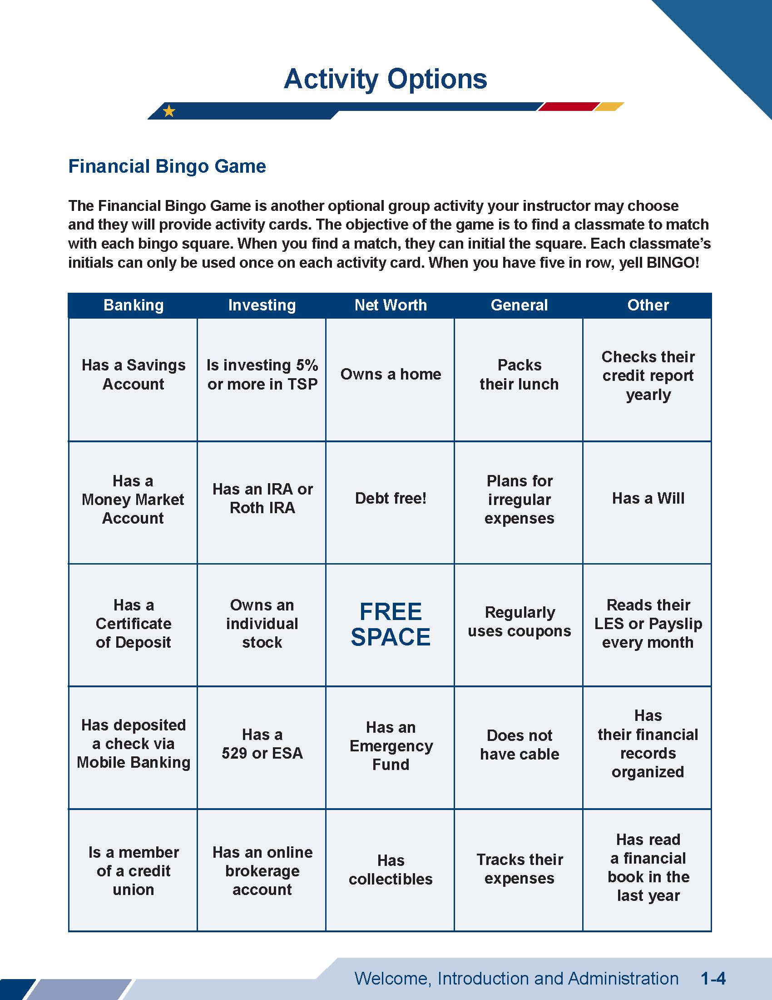 Activity Options
Financial Bingo Game
The Financial Bingo Game is another optional group activity your instructor may choose
and they will provide activity cards. The objective of the game is to find a classmate to match
with each bingo square. When you find a match, they can initial the square. Each classmate’s
initials can only be used once on each activity card. When you have five in row, yell BINGO!
Banking Investing Net Worth General Other
Has a Savings
Account
Is investing 5%
or more in TSP
Owns a home
Packs
their lunch
Checks their
credit report
yearly
Has a
Money Market
Account
Has an IRA or
Roth IRA
Debt free!
Plans for
irregular
expenses
Has a Will
Has a
Certificate
of Deposit
Owns an
individual
stock
FREE
SPACE
Regularly
uses coupons
Reads their
LES or Payslip
every month
Has deposited
a check via
Mobile Banking
Has a
529 or ESA
Has an
Emergency
Fund
Does not
have cable
Has
their financial
records
organized
Is a member
of a credit
union
Has an online
brokerage
account
Has
collectibles
Tracks their
expenses
Has read
a financial
book in the
last year
Welcome, Introduction and Administration 1-4